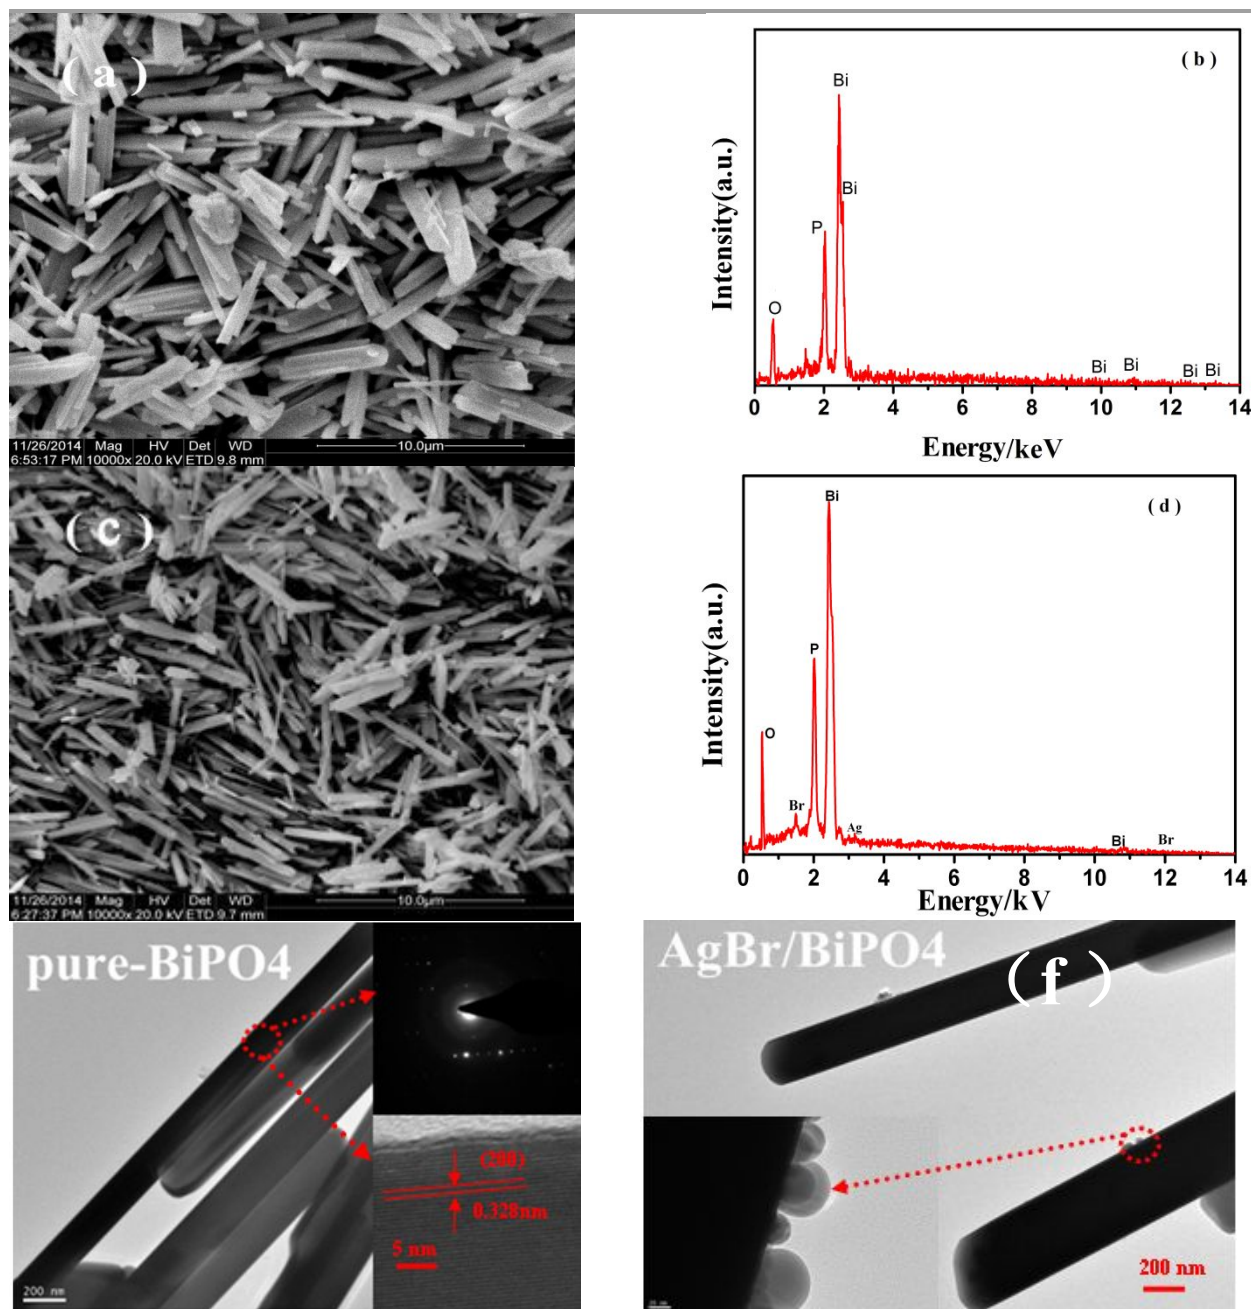 ( a )
11/26/2014 Mag HV Det WD 10.0µm
6:53:17 PM 10000x 20.0 kV ETD 9.8 mm
( b )
Bi
Bi
P
O
Bi Bi Bi Bi
Intensity(a.u.)
0 2 4 6 8 10 12 14
Energy/keV
( c )
11/26/2014 Mag HV Det WD 10.0µm
6:27:37 PM 10000x 20.0 kV ETD 9.7 mm
( d )
Bi
P
O
Br
Ag
Bi Br
Intensity(a.u.)
0 2 4 6 8 10 12 14
Energy/kV
pure-BiPO4
(200)
0.328nm
5 nm
200 nm
AgBr/BiPO4
( f )
200 nm